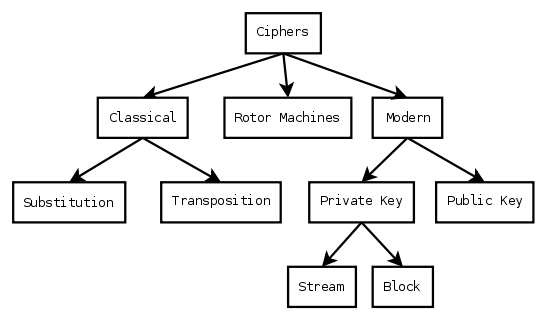 Ciphers
Classical
Rotor Machines
Modern
Substitution
Transposition
Private Key
Public Key
Stream
Block